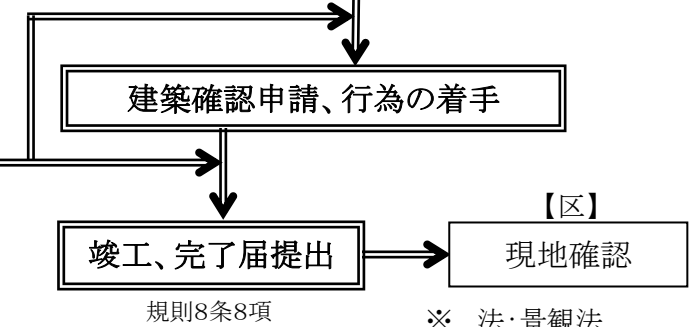 建築確認申請、行為の着手
【区】
竣工、完了届提出
現地確認
規則8条8項
※　法・景観法